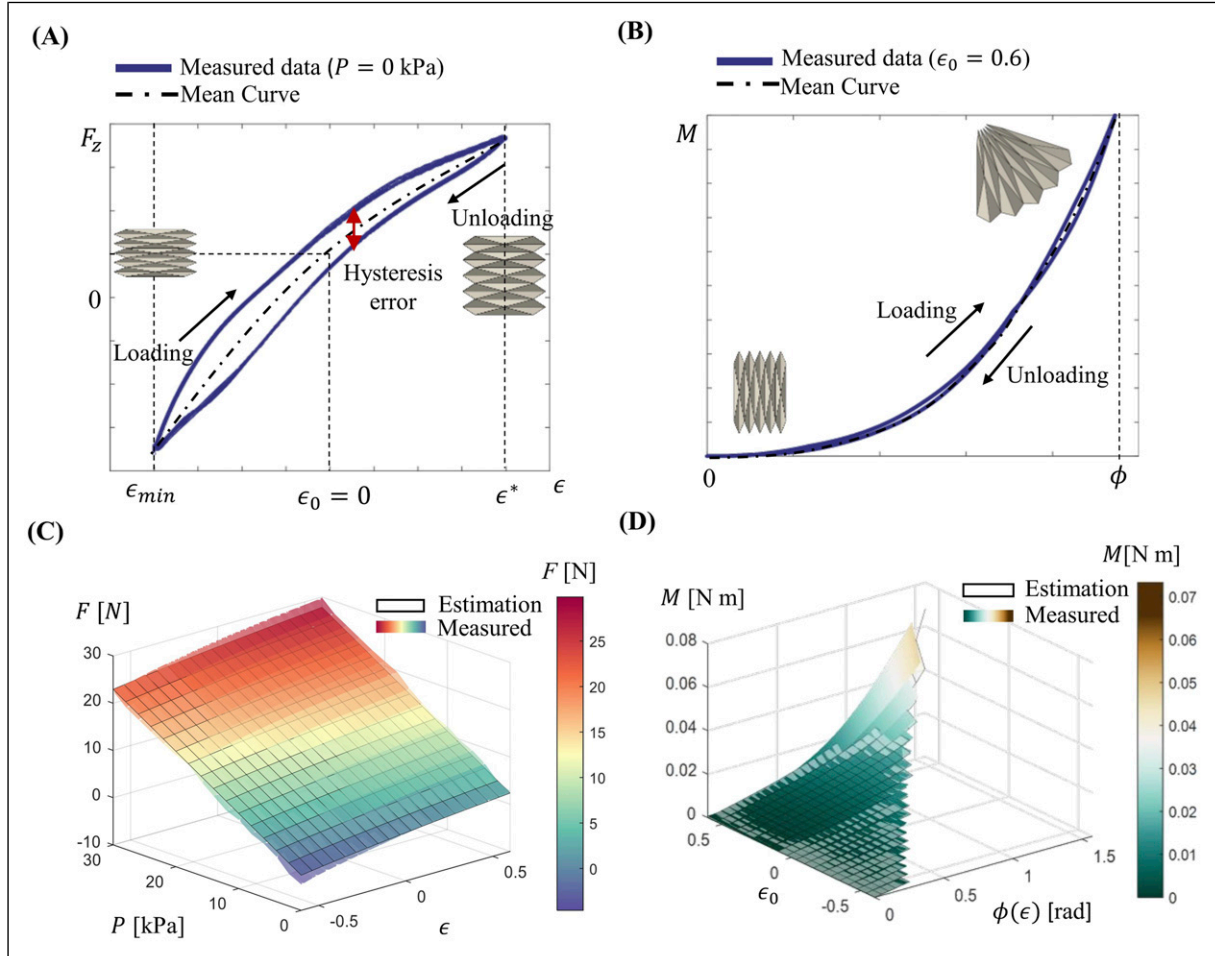 (A)
Measured data (P = 0 kPa)
Mean Curve
F_z
0
Loading
Unloading
Hysteresis
error
ϵ_min
ϵ_0 = 0
ϵ*
ϵ
(B)
Measured data (ϵ_0 = 0.6)
Mean Curve
M
Loading
Unloading
0
ϕ
(C)
F [N]
F [N]
Estimation
Measured
30
20
10
0
-10
30
20
10
0
P [kPa]
-0.5
0
0.5
ϵ
25
20
15
10
5
0
(D)
M[N m]
M [N m]
Estimation
Measured
0.08
0.06
0.04
0.02
0
0.5
0
-0.5
ϵ_0
0
0.5
1
1.5
ϕ(ϵ) [rad]
0.07
0.06
0.05
0.04
0.03
0.02
0.01
0